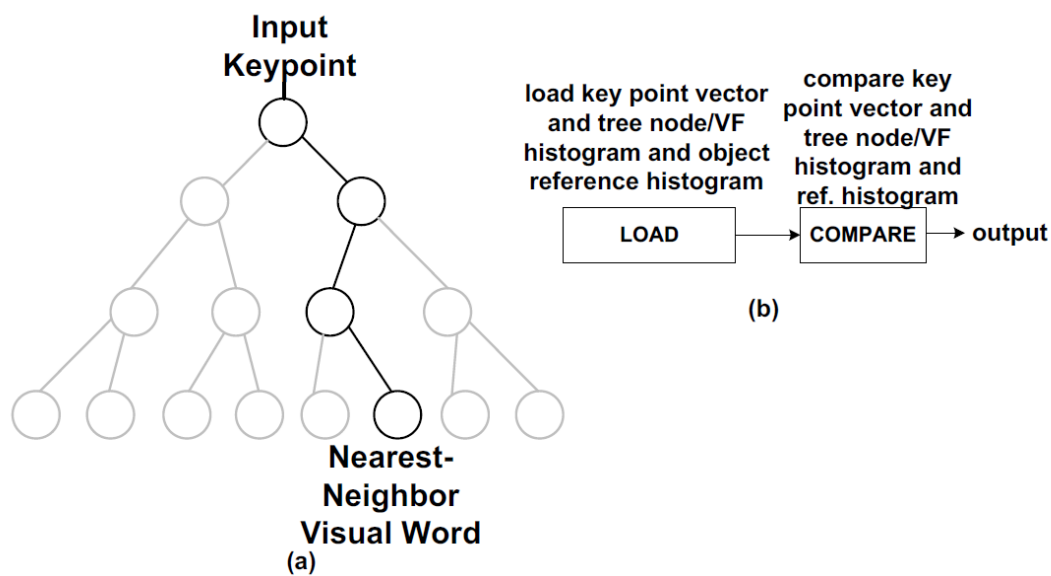 Input
Keypoint
Nearest-
Neighbor
Visual Word
(a)
load key point vector
and tree node/VF
histogram and object
reference histogram
compare key
point vector and
tree node/VF
histogram and
ref. histogram
LOAD
COMPARE
output
(b)